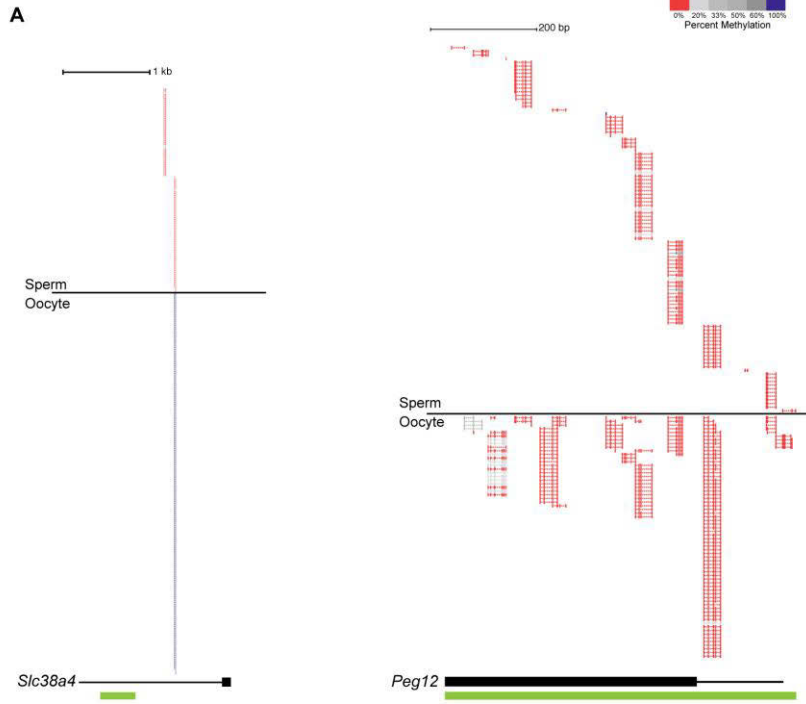 A
1 kb
Sperm
Oocyte
Slc38a4
200 bp
0% 20% 33% 50% 60% 100%
Percent Methylation
Sperm
Oocyte
Peg12